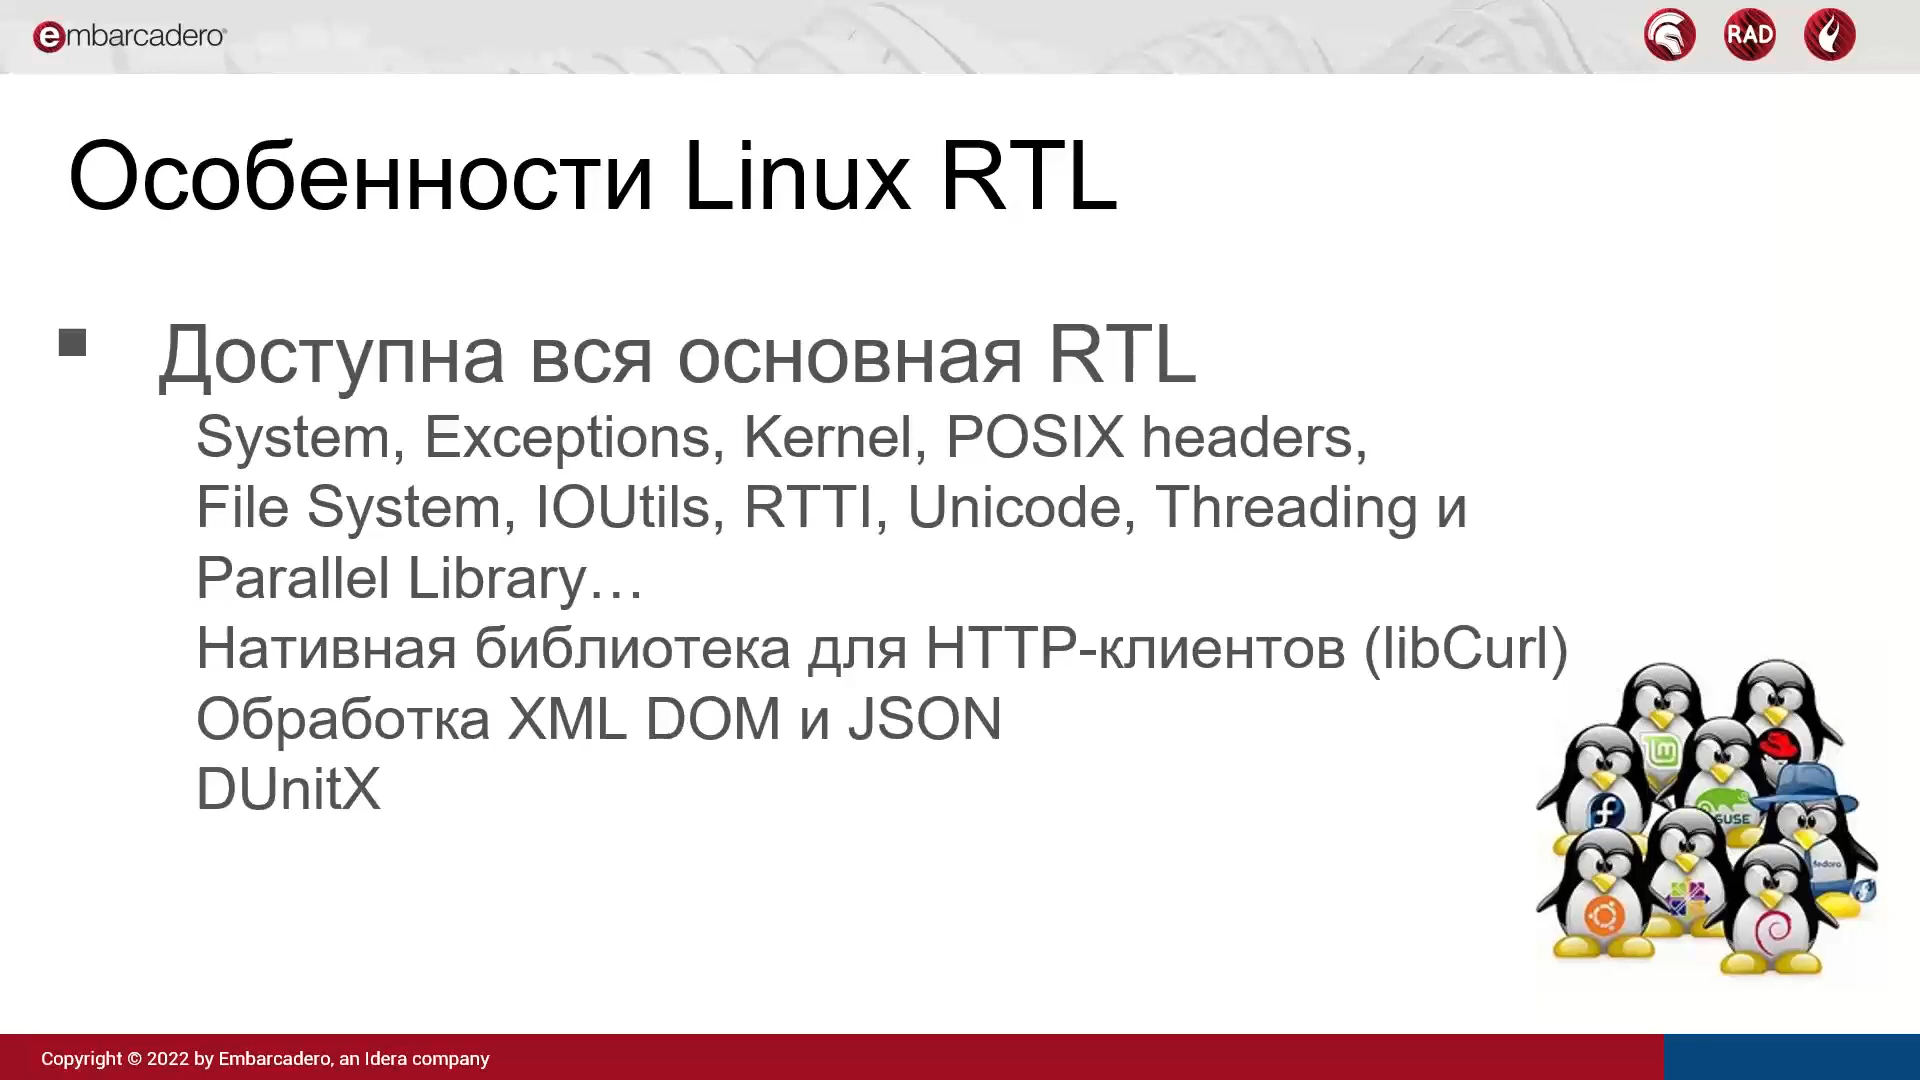 embarcadero
RAD
Особенности Linux RTL
Доступна вся основная RTL
System, Exceptions, Kernel, POSIX headers,
File System, IOUtils, RTTI, Unicode, Threading и
Parallel Library…
Нативная библиотека для HTTP-клиентов (libCurl)
Обработка XML DOM и JSON
DUnitX
SUSE
fedora
Copyright © 2022 by Embarcadero, an Idera company